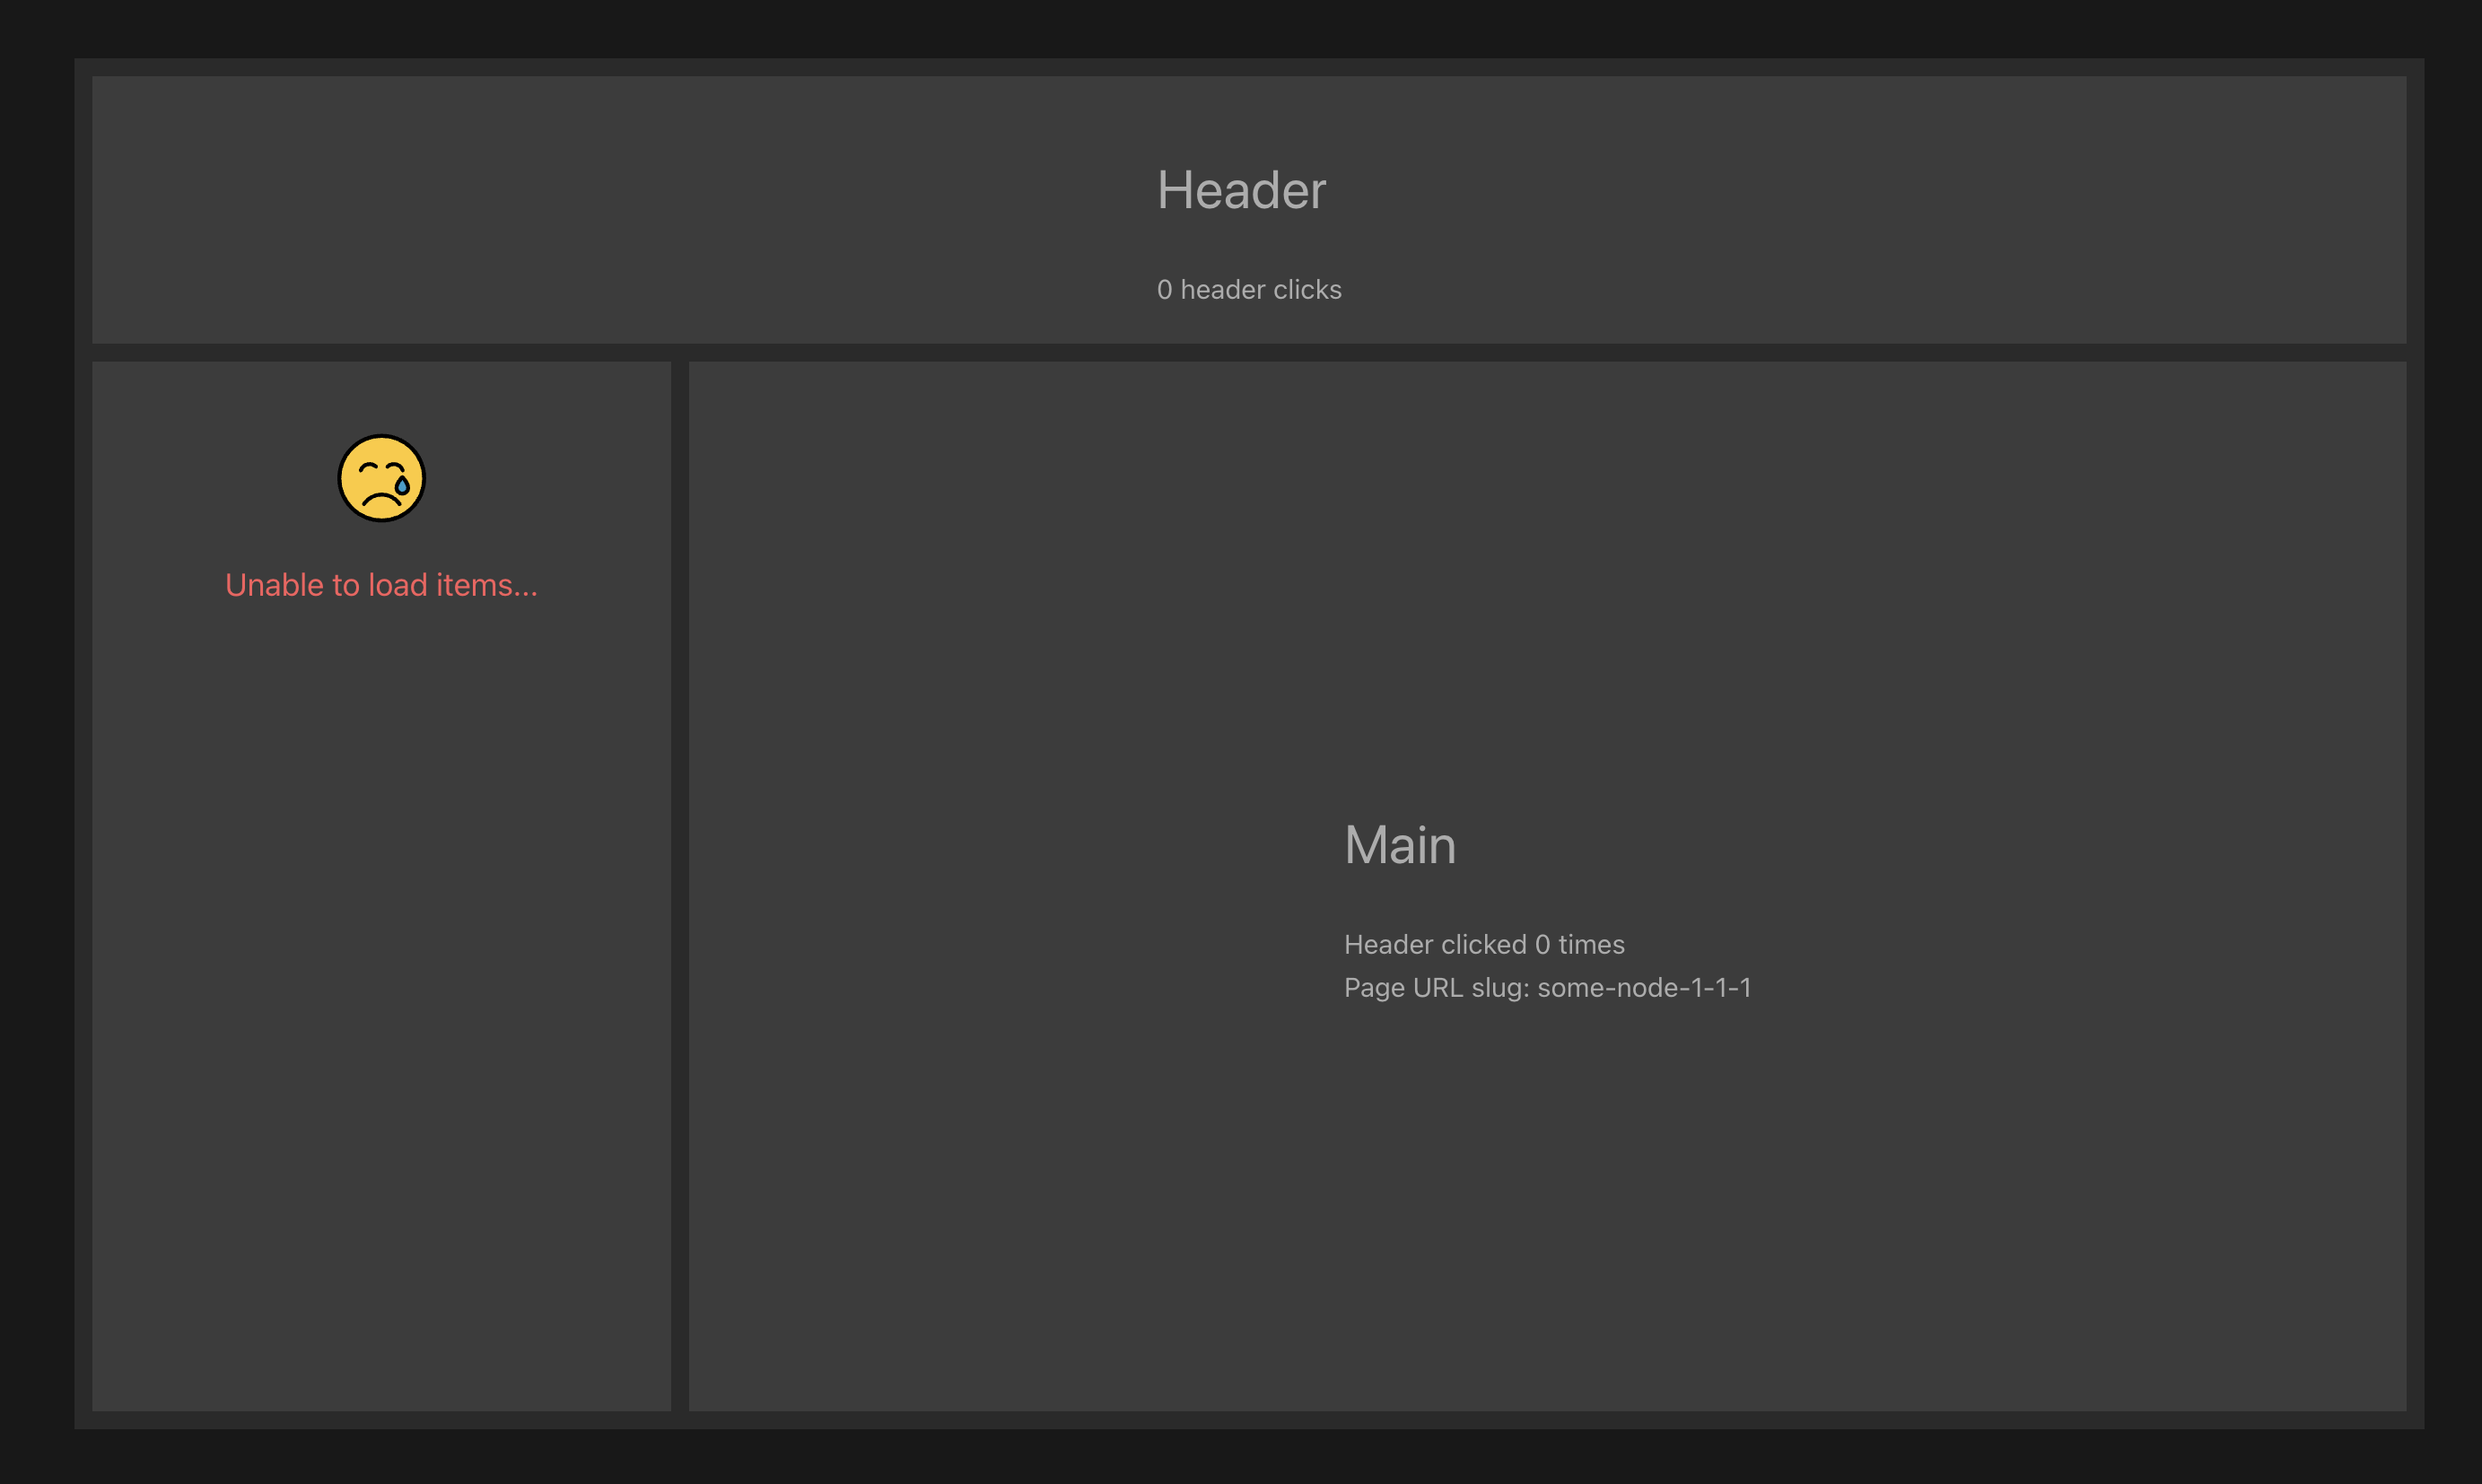 Header
0 header clicks
Unable to load items...
Main
Header clicked 0 times
Page URL slug: some-node-1-1-1